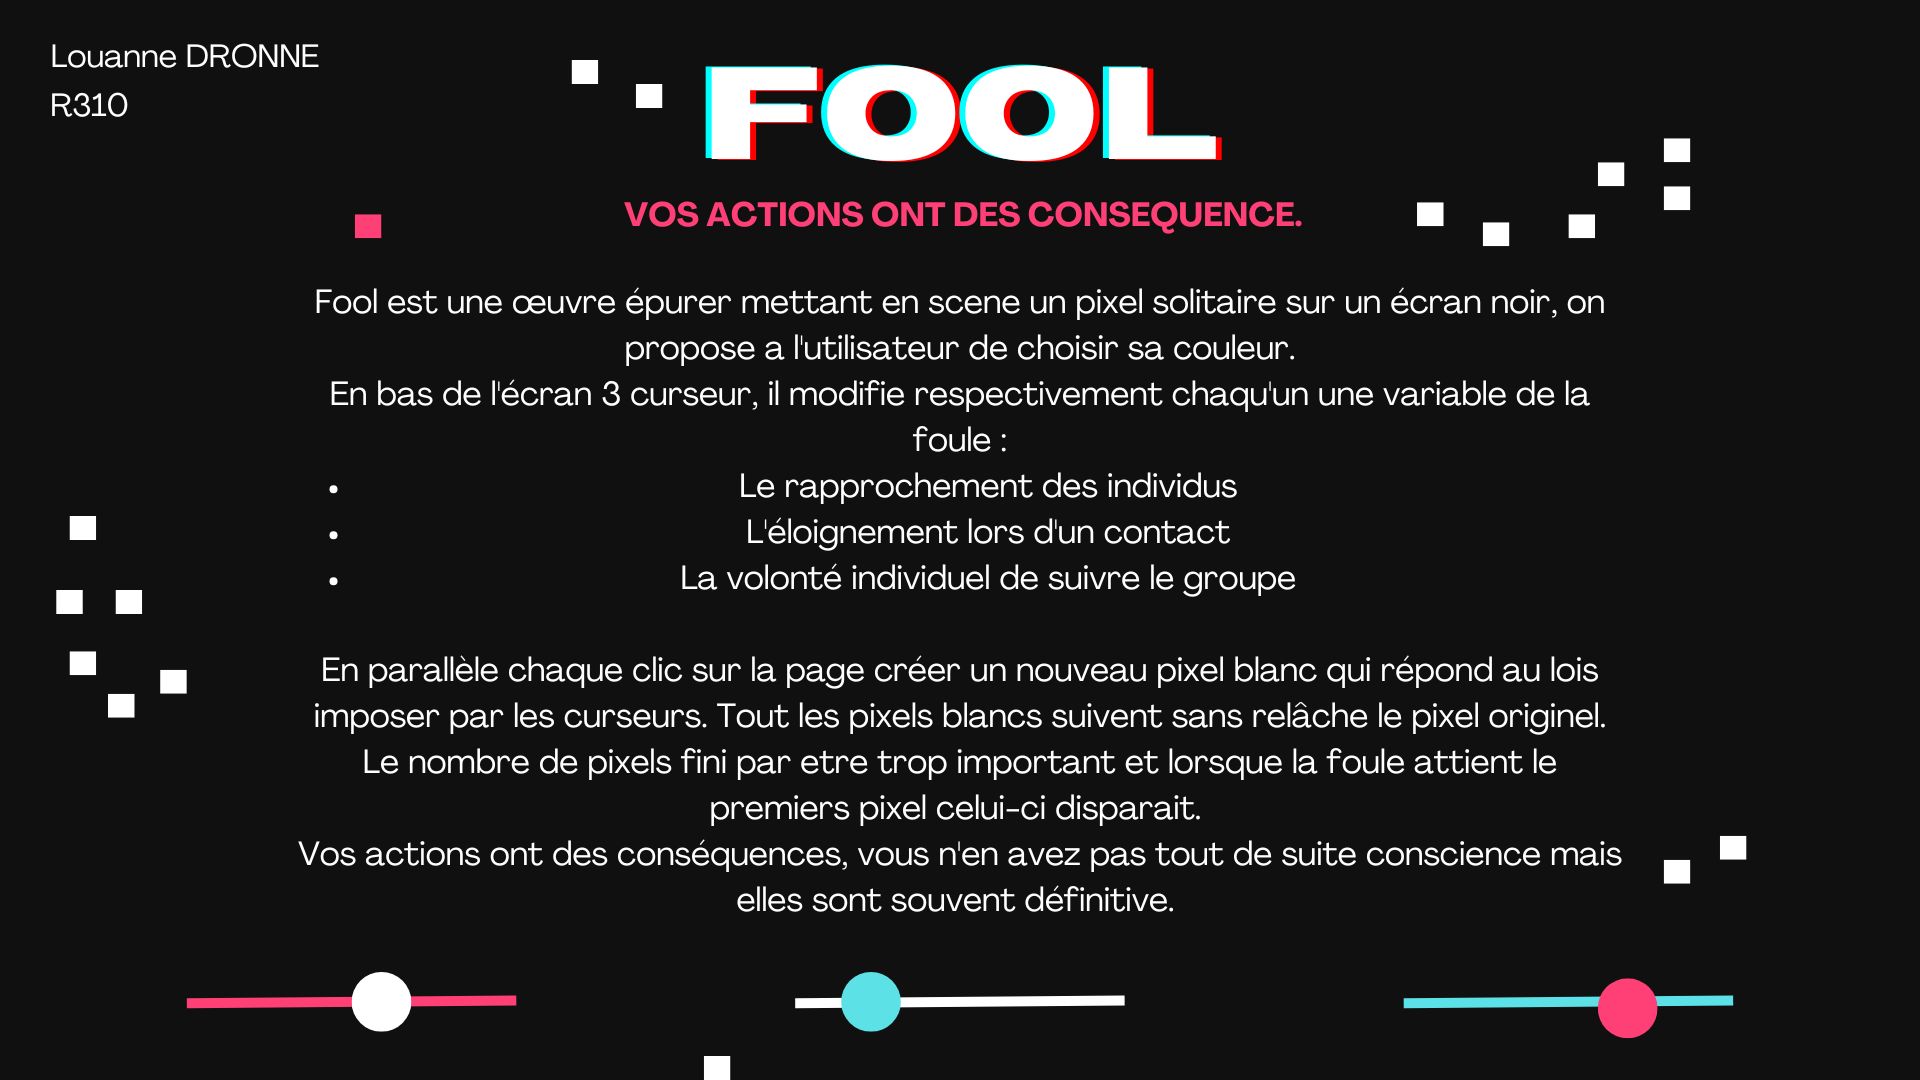 Louanne DRONNE
R310
FOOL
VOS ACTIONS ONT DES CONSEQUENCE.
Fool est une œuvre épurer mettant en scene un pixel solitaire sur un écran noir, on
propose a l'utilisateur de choisir sa couleur.
En bas de l'écran 3 curseur, il modifie respectivement chaqu'un une variable de la
foule :
• Le rapprochement des individus
• L'éloignement lors d'un contact
• La volonté individuel de suivre le groupe
En parallèle chaque clic sur la page créer un nouveau pixel blanc qui répond au lois
imposer par les curseurs. Tout les pixels blancs suivent sans relâche le pixel originel.
Le nombre de pixels fini par etre trop important et lorsque la foule attient le
premiers pixel celui-ci disparait.
Vos actions ont des conséquences, vous n'en avez pas tout de suite conscience mais
elles sont souvent définitive.